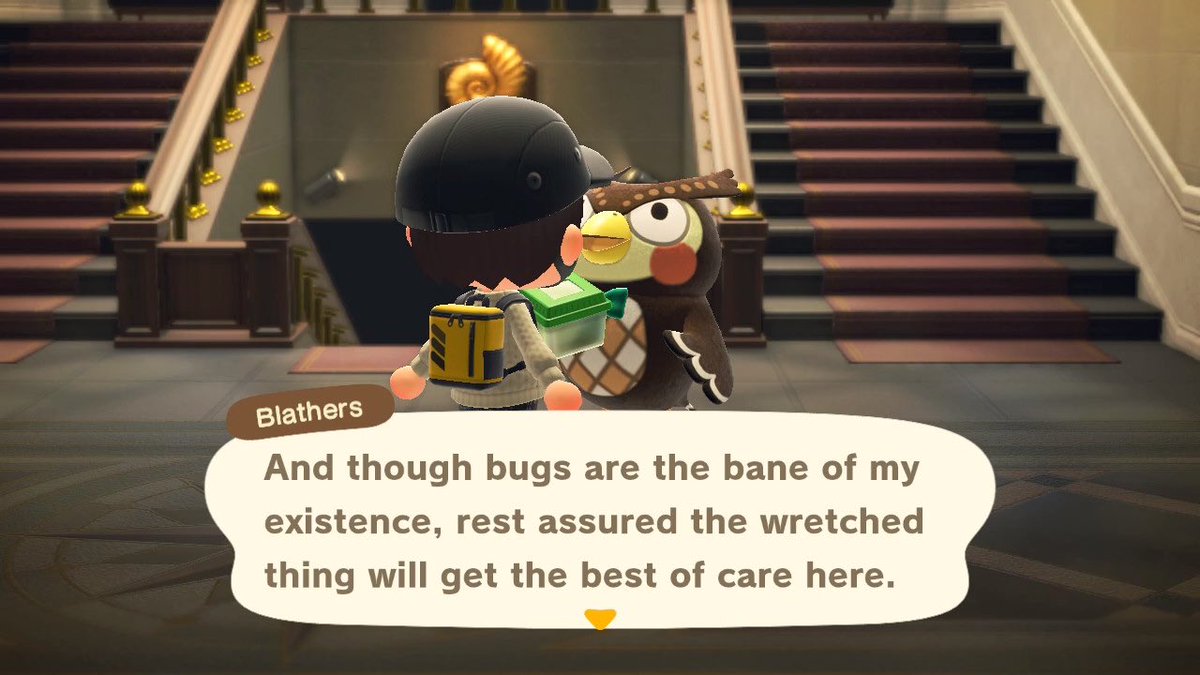 Blathers
And though bugs are the bane of my
existence, rest assured the wretched
thing will get the best of care here.